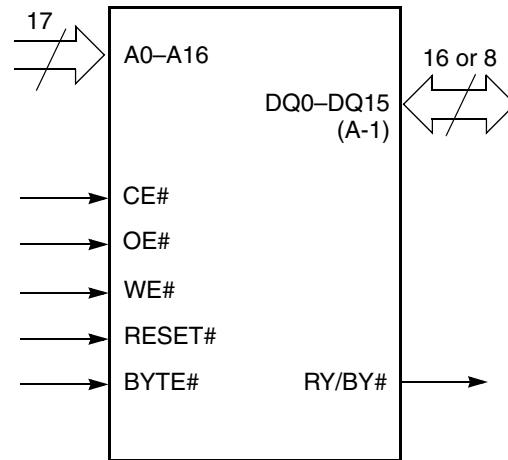 17
A0–A16
16 or 8
DQ0–DQ15
(A-1)
CE#
OE#
WE#
RESET#
BYTE#
RY/BY#